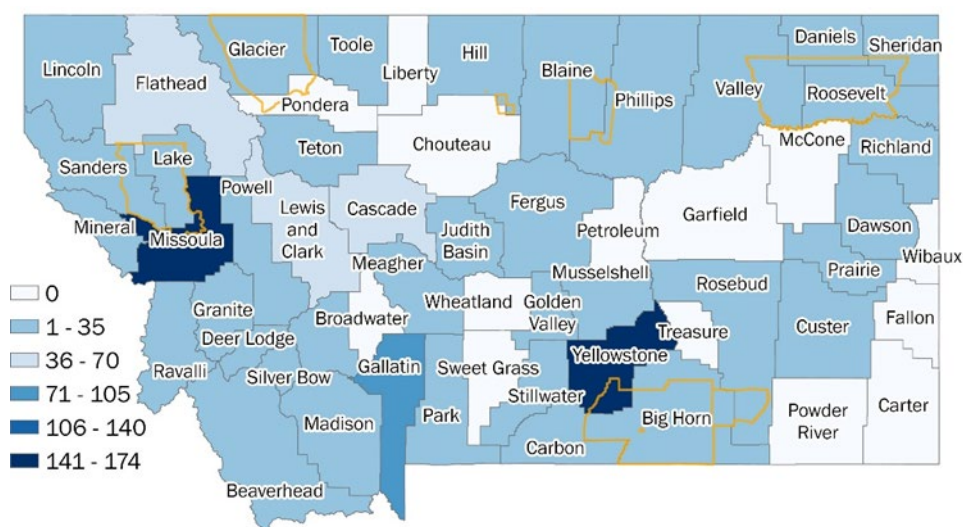 Lincoln
Flathead
Glacier
Toole
Liberty
Hill
Blaine
Phillips
Valley
Daniels
Sheridan
Roosevelt
Pondera
Chouteau
McCone
Richland
Sanders
Lake
Teton
Powell
Lewis
and
Clark
Cascade
Fergus
Judith
Basin
Petroleum
Garfield
Dawson
Wibaux
Mineral
Missoula
Meagher
Musselshell
Rosebud
Prairie
0
1 - 35
36 - 70
71 - 105
106 - 140
141 - 174
Granite
Broadwater
Wheatland
Golden
Valley
Treasure
Custer
Fallon
Deer Lodge
Ravalli
Silver Bow
Gallatin
Sweet Grass
Yellowstone
Stillwater
Madison
Park
Carbon
Big Horn
Powder
River
Carter
Beaverhead